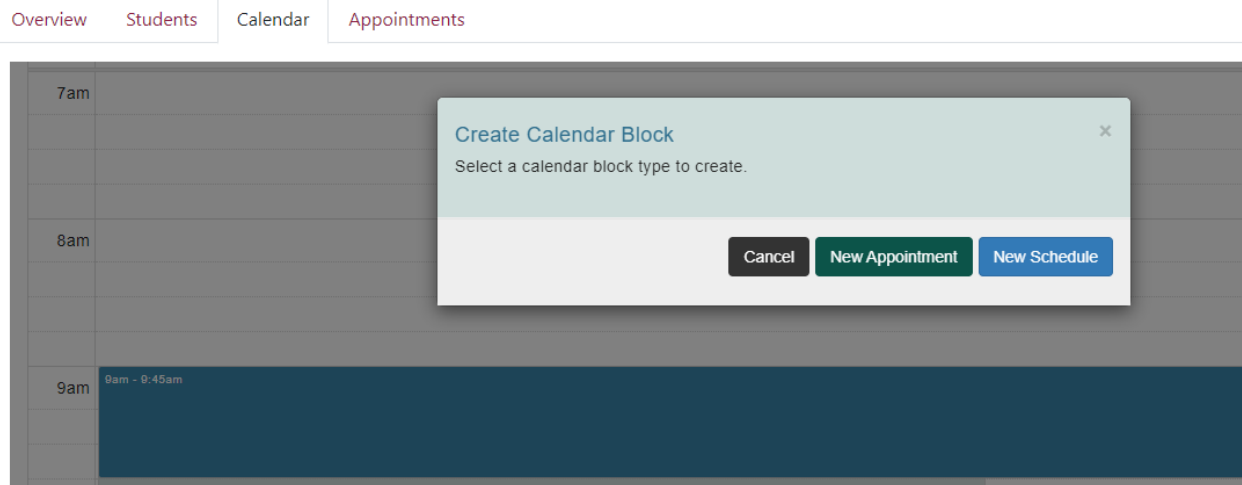 Overview Students Calendar Appointments
7am
Create Calendar Block ×
Select a calendar block type to create.
8am
Cancel New Appointment New Schedule
9am 9am - 9:45am